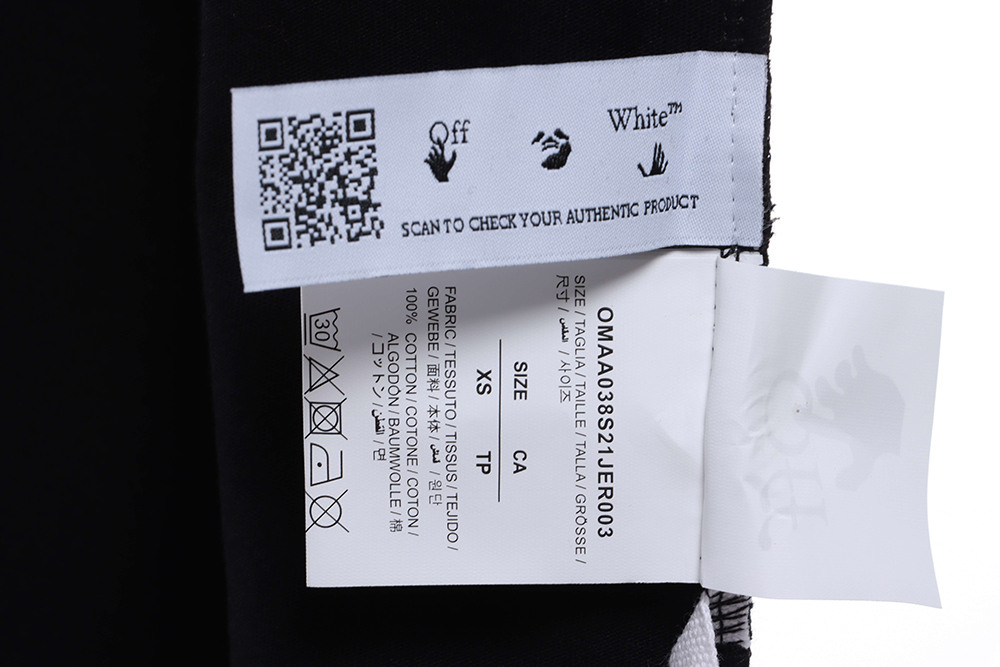 Off
White™
SCAN TO CHECK YOUR AUTHENTIC PRODUCT
OMAA038S21JER003
SIZE / TAGLIA / TAILLE / TALLA / GRÖSSE /
尺寸 / المقاس / 사이즈
SIZE CA
XS TP
FABRIC / TESSUTO / TISSUS / TEJIDO /
GEWEBE / 面料 / 本体 / قماش / 원단
100% COTTON / COTONE / COTON /
ALGODÓN / BAUMWOLLE / 棉
/ コットン / القطن / 면
30
Off